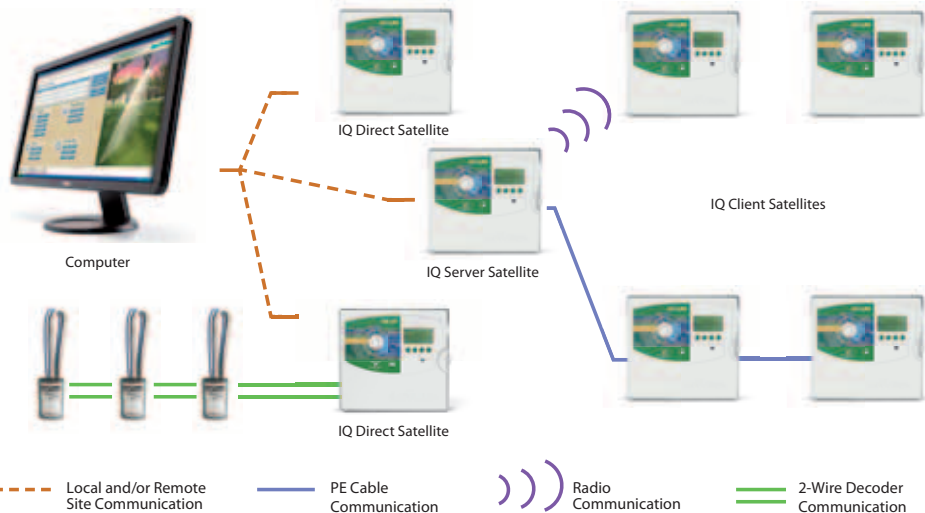 IQ Direct Satellite
IQ Client Satellites
Computer
IQ Server Satellite
IQ Direct Satellite
Local and/or Remote
Site Communication
PE Cable
Communication
Radio
Communication
2-Wire Decoder
Communication